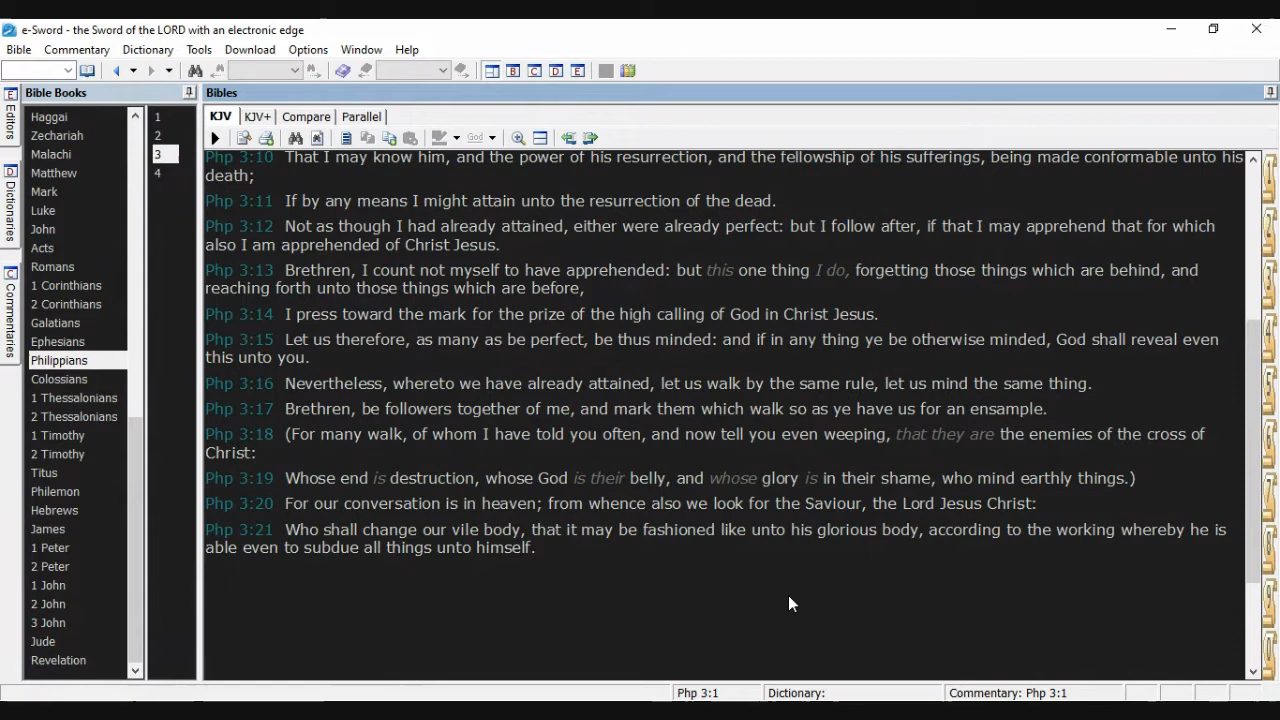 e-Sword - the Sword of the LORD with an electronic edge
Bible Commentary Dictionary Tools Download Options Window Help
B C D E
E Editors
D Dictionaries
C Commentaries
Bible Books
Haggai
Zechariah
Malachi
Matthew
Mark
Luke
John
Acts
Romans
1 Corinthians
2 Corinthians
Galatians
Ephesians
Philippians
Colossians
1 Thessalonians
2 Thessalonians
1 Timothy
2 Timothy
Titus
Philemon
Hebrews
James
1 Peter
2 Peter
1 John
2 John
3 John
Jude
Revelation
1
2
3
4
Bibles
KJV KJV+ Compare Parallel
God
Php 3:10 That I may know him, and the power of his resurrection, and the fellowship of his sufferings, being made conformable unto his
death;
Php 3:11 If by any means I might attain unto the resurrection of the dead.
Php 3:12 Not as though I had already attained, either were already perfect: but I follow after, if that I may apprehend that for which
also I am apprehended of Christ Jesus.
Php 3:13 Brethren, I count not myself to have apprehended: but this one thing I do, forgetting those things which are behind, and
reaching forth unto those things which are before,
Php 3:14 I press toward the mark for the prize of the high calling of God in Christ Jesus.
Php 3:15 Let us therefore, as many as be perfect, be thus minded: and if in any thing ye be otherwise minded, God shall reveal even
this unto you.
Php 3:16 Nevertheless, whereto we have already attained, let us walk by the same rule, let us mind the same thing.
Php 3:17 Brethren, be followers together of me, and mark them which walk so as ye have us for an ensample.
Php 3:18 (For many walk, of whom I have told you often, and now tell you even weeping, that they are the enemies of the cross of
Christ:
Php 3:19 Whose end is destruction, whose God is their belly, and whose glory is in their shame, who mind earthly things.)
Php 3:20 For our conversation is in heaven; from whence also we look for the Saviour, the Lord Jesus Christ:
Php 3:21 Who shall change our vile body, that it may be fashioned like unto his glorious body, according to the working whereby he is
able even to subdue all things unto himself.
1
2
3
4
5
6
7
8
9
0
Php 3:1 Dictionary: Commentary: Php 3:1